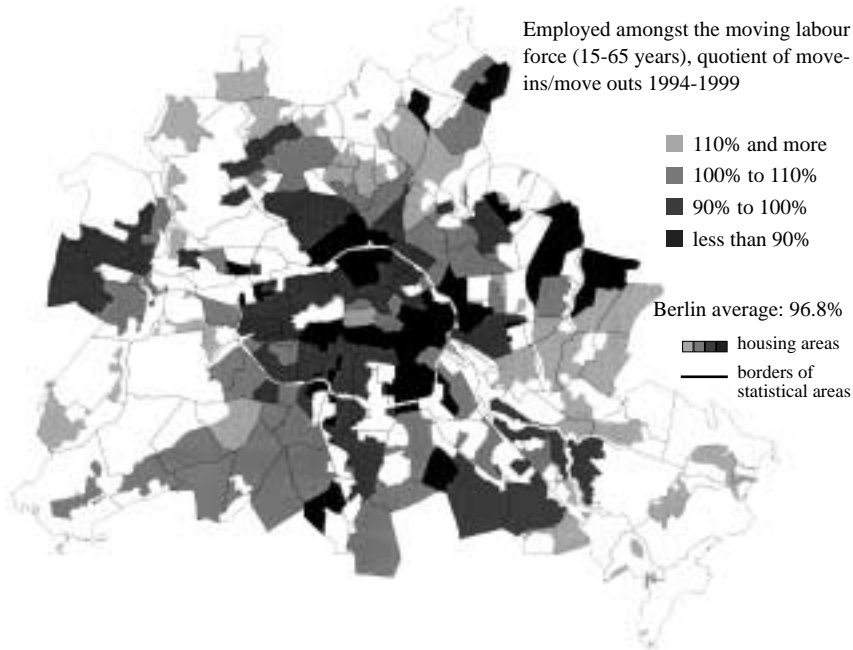 Employed amongst the moving labour
force (15-65 years), quotient of move-
ins/move outs 1994-1999
110% and more
100% to 110%
90% to 100%
less than 90%
Berlin average: 96.8%
housing areas
borders of
statistical areas